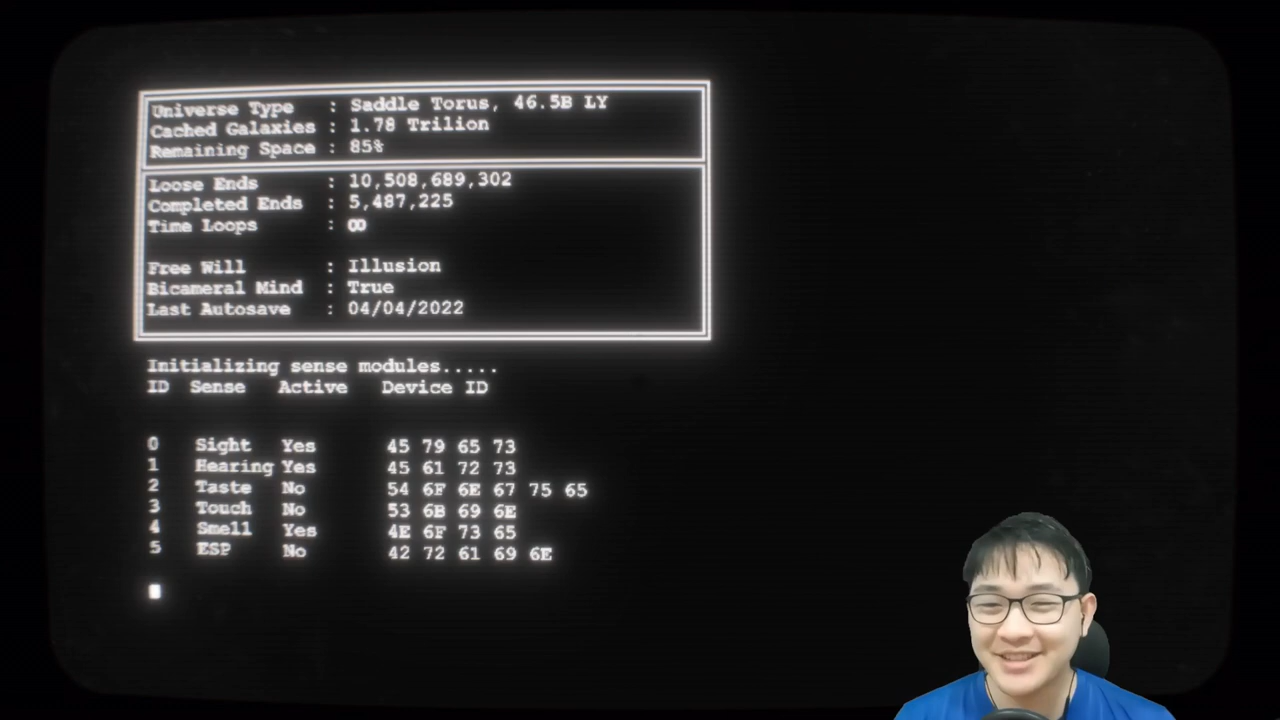 Universe Type : Saddle Torus, 46.5B LY
Cached Galaxies : 1.78 Trilion
Remaining Space : 85%
Loose Ends : 10,508,689,302
Completed Ends : 5,487,225
Time Loops : ∞
Free Will : Illusion
Bicameral Mind : True
Last Autosave : 04/04/2022
Initializing sense modules.....
ID Sense Active Device ID
0 Sight Yes 45 79 65 73
1 Hearing Yes 45 61 72 73
2 Taste No 54 6F 6E 67 75 65
3 Touch No 53 6B 69 6E
4 Smell Yes 4E 6F 73 65
5 ESP No 42 72 61 69 6E